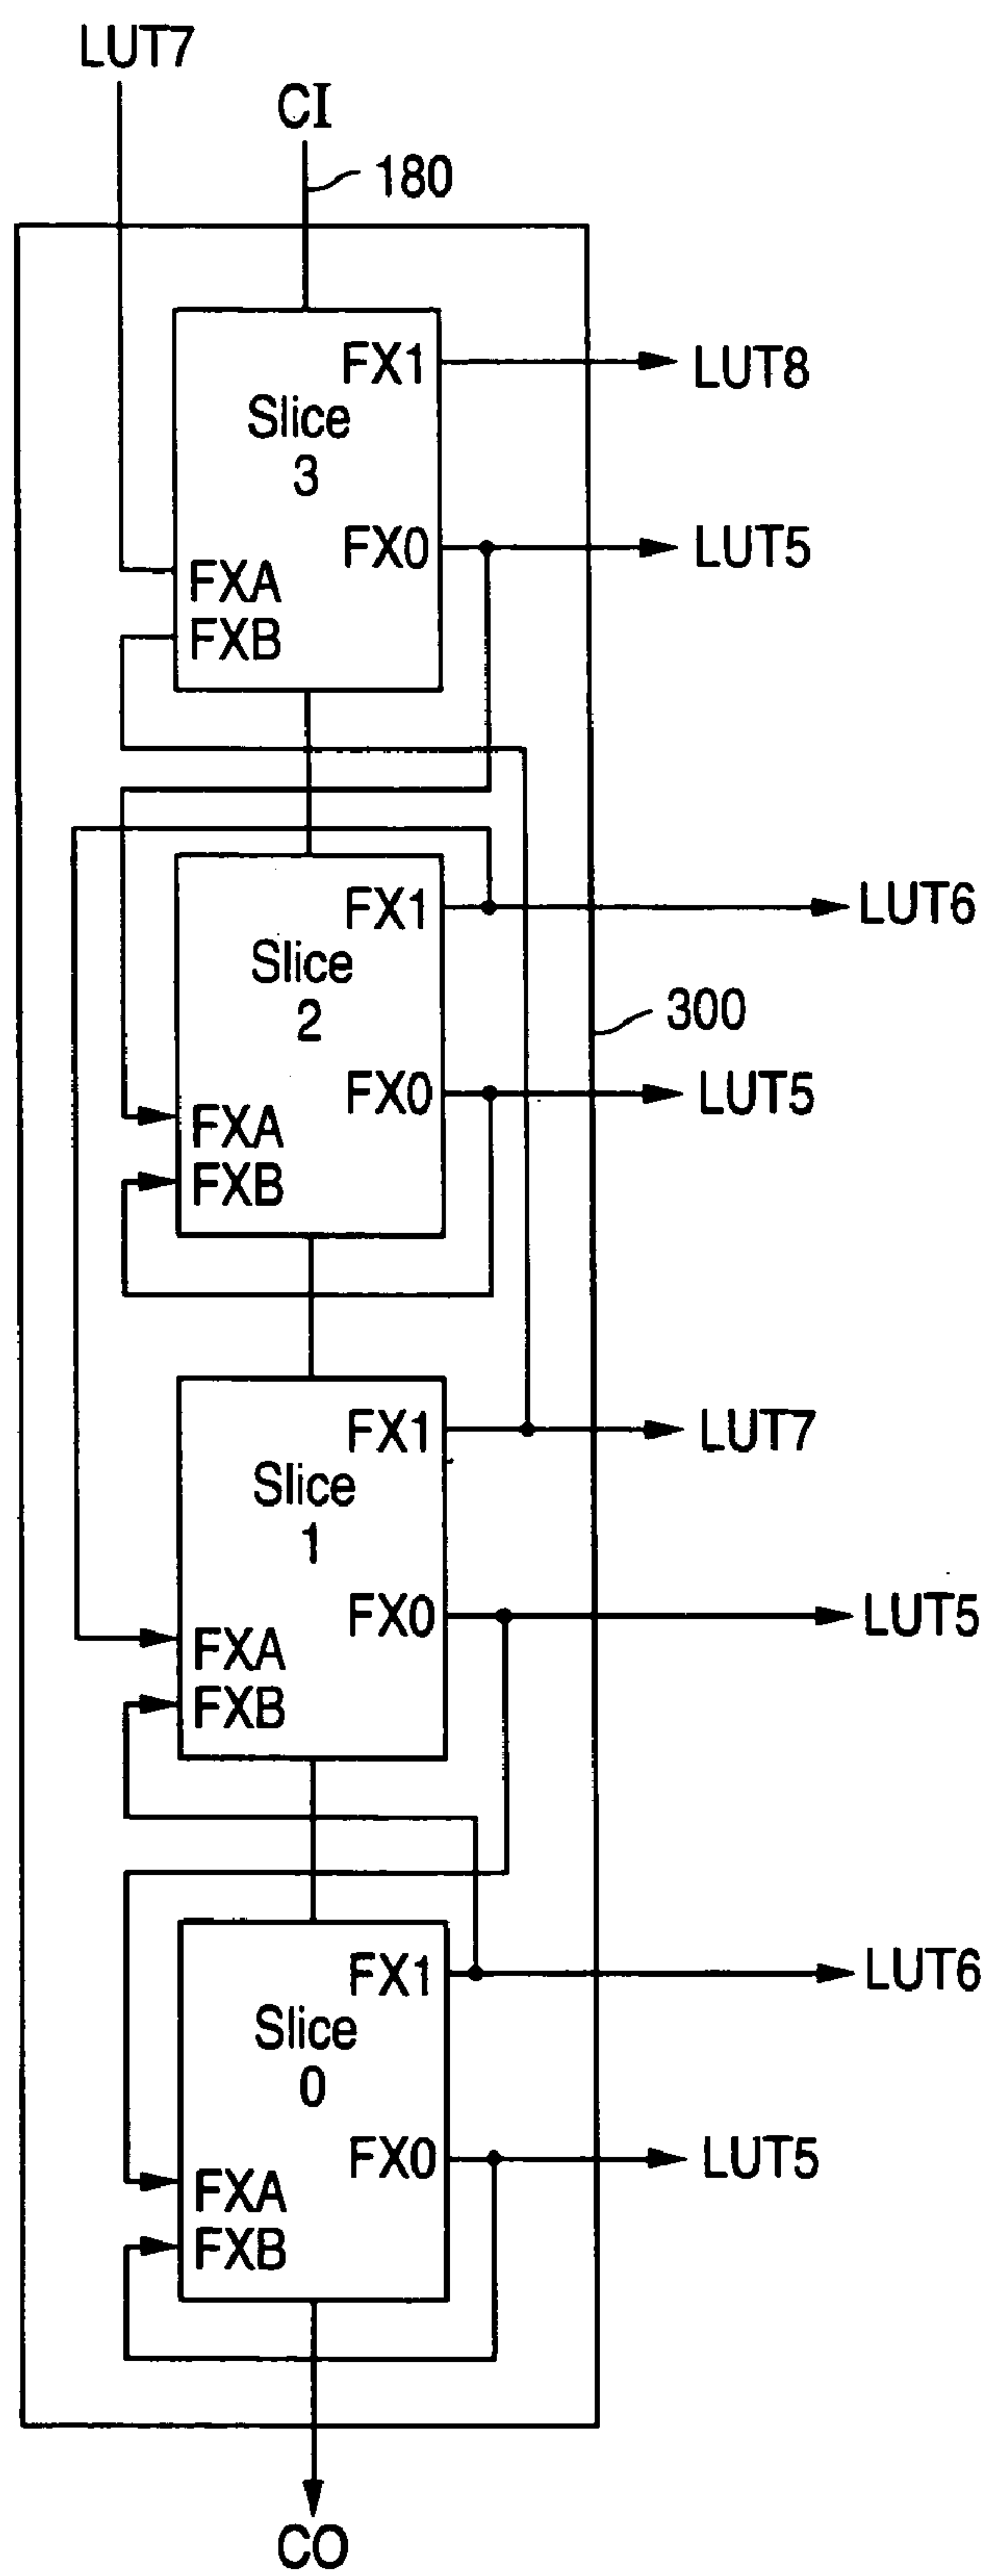 LUT7
CI
180
FX1
LUT8
Slice
3
FX0
LUT5
FXA
FXB
FX1
LUT6
Slice
2
300
FX0
LUT5
FXA
FXB
FX1
LUT7
Slice
1
FX0
LUT5
FXA
FXB
FX1
LUT6
Slice
0
FX0
LUT5
FXA
FXB
CO